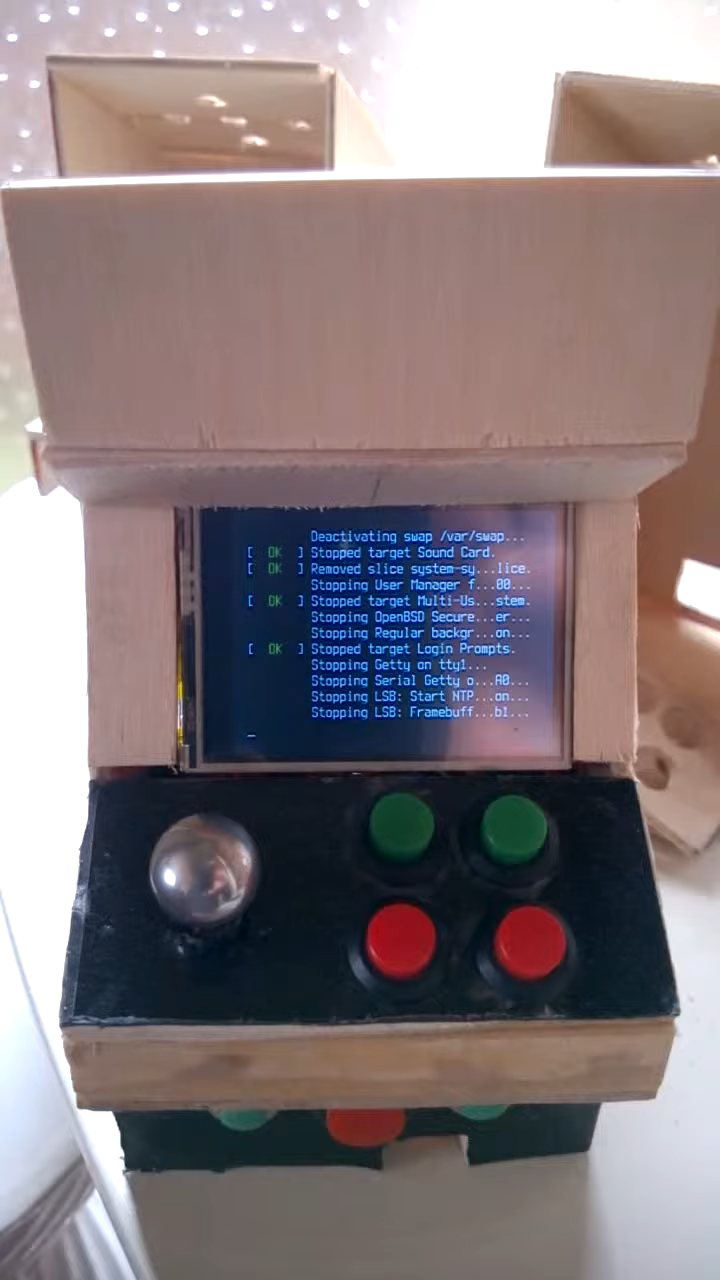 Deactivating swap /var/swap...
[  OK  ] Stopped target Sound Card.
[  OK  ] Removed slice system-sy...lice.
Stopping User Manager f...00...
[  OK  ] Stopped target Multi-Us...stem.
Stopping OpenBSD Secure...er...
Stopping Regular backgr...on...
[  OK  ] Stopped target Login Prompts.
Stopping Getty on tty1...
Stopping Serial Getty o...A0...
Stopping LSB: Start NTP...on...
Stopping LSB: Framebuff...b1...